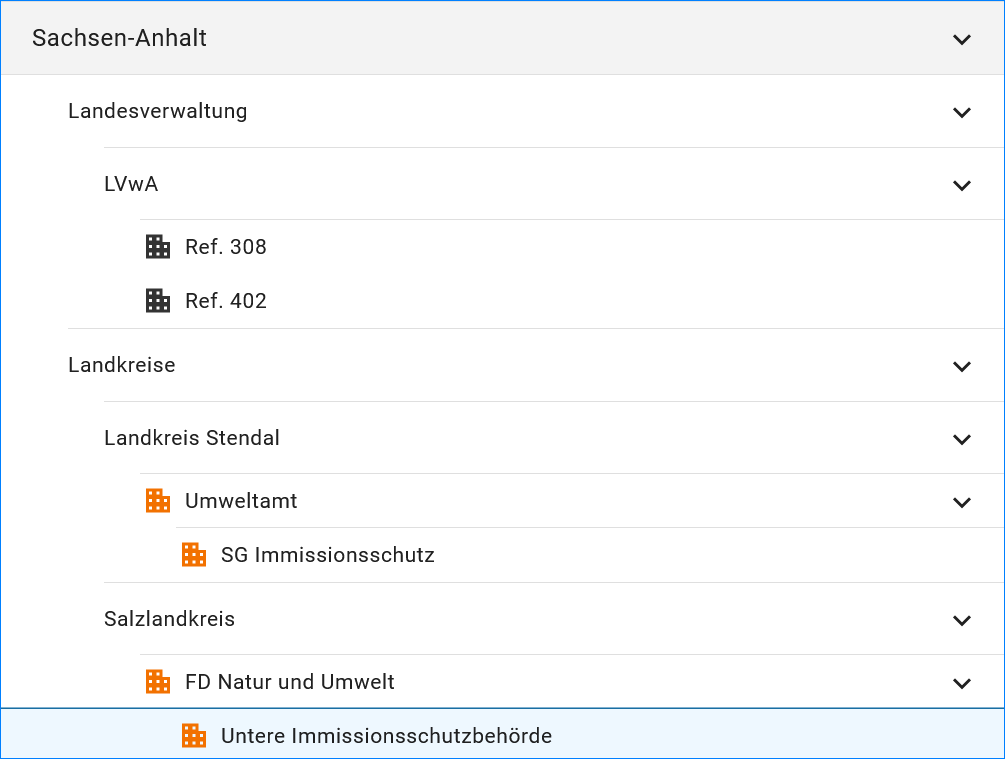 Sachsen-Anhalt
Landesverwaltung
LVwA
Ref. 308
Ref. 402
Landkreise
Landkreis Stendal
Umweltamt
SG Immissionsschutz
Salzlandkreis
FD Natur und Umwelt
Untere Immissionsschutzbehörde